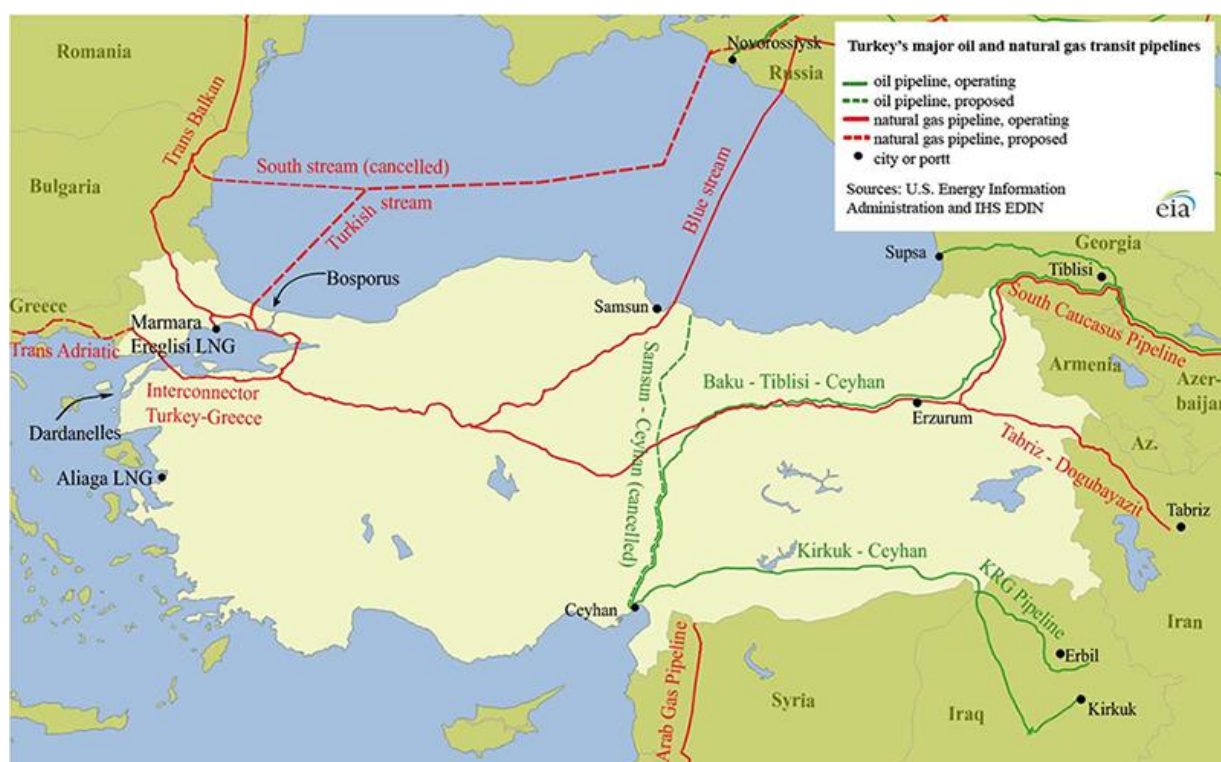 Turkey's major oil and natural gas transit pipelines
oil pipeline, operating
oil pipeline, proposed
natural gas pipeline, operating
natural gas pipeline, proposed
city or portt
Sources: U.S. Energy Information
Administration and IHS EDIN
eia
Romania
Novorossiysk
Russia
Trans Balkan
South stream (cancelled)
Bulgaria
Turkish stream
Blue stream
Supsa
Georgia
Tiblisi
Bosporus
South Caucasus Pipeline
Greece
Samsun
Marmara
Ereglisi LNG
Trans Adriatic
Armenia
Azer-
baijan
Interconnector
Turkey-Greece
Baku - Tiblisi - Ceyhan
Erzurum
Dardanelles
Samsun - Ceyhan (cancelled)
Tabriz - Dogubayazit
Az.
Aliaga LNG
Tabriz
Kirkuk - Ceyhan
KRG Pipeline
Ceyhan
Iran
Erbil
Arab Gas Pipeline
Syria
Iraq
Kirkuk